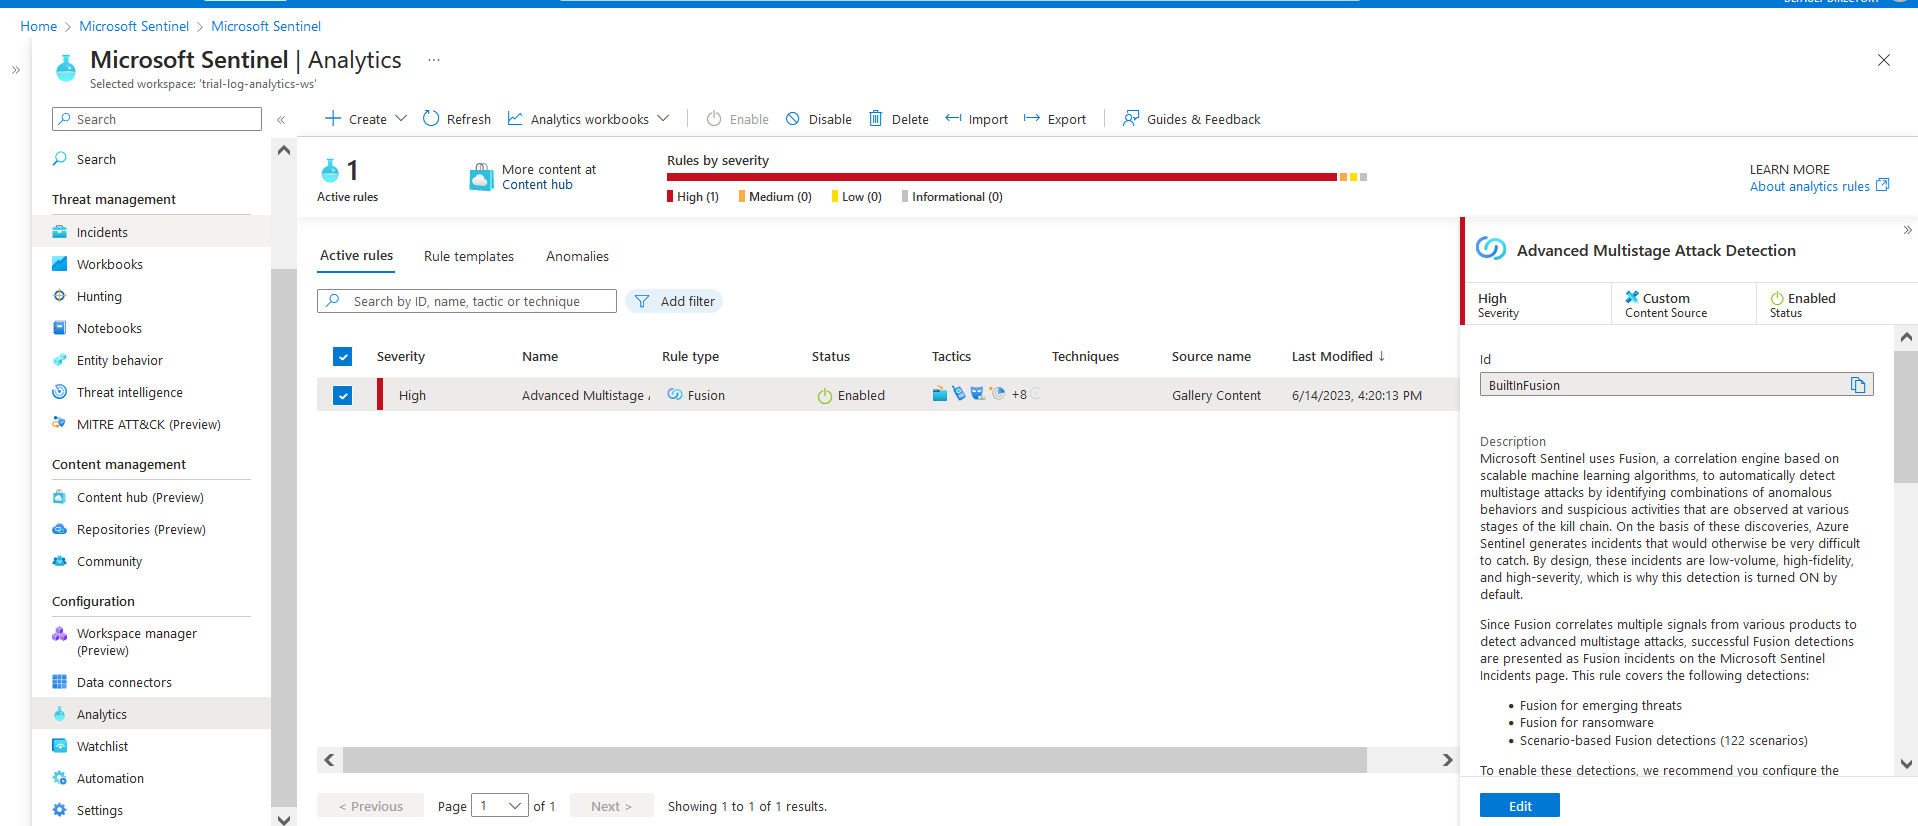 DEFAULT DIRECTORY
Home > Microsoft Sentinel > Microsoft Sentinel
Microsoft Sentinel | Analytics ...
Selected workspace: 'trial-log-analytics-ws'
Search
Search
Threat management
Incidents
Workbooks
Hunting
Notebooks
Entity behavior
Threat intelligence
MITRE ATT&CK (Preview)
Content management
Content hub (Preview)
Repositories (Preview)
Community
Configuration
Workspace manager
(Preview)
Data connectors
Analytics
Watchlist
Automation
Settings
Create Refresh Analytics workbooks Enable Disable Delete Import Export Guides & Feedback
1
Active rules
More content at
Content hub
Rules by severity
High (1) Medium (0) Low (0) Informational (0)
LEARN MORE
About analytics rules
Active rules Rule templates Anomalies
Search by ID, name, tactic or technique Add filter
Severity Name Rule type Status Tactics Techniques Source name Last Modified ↓
High Advanced Multistage Fusion Enabled +8 Gallery Content 6/14/2023, 4:20:13 PM
< Previous Page 1 of 1 Next > Showing 1 to 1 of 1 results.
Advanced Multistage Attack Detection
High
Severity
Custom
Content Source
Enabled
Status
Id
BuiltInFusion
Description
Microsoft Sentinel uses Fusion, a correlation engine based on
scalable machine learning algorithms, to automatically detect
multistage attacks by identifying combinations of anomalous
behaviors and suspicious activities that are observed at various
stages of the kill chain. On the basis of these discoveries, Azure
Sentinel generates incidents that would otherwise be very difficult
to catch. By design, these incidents are low-volume, high-fidelity,
and high-severity, which is why this detection is turned ON by
default.
Since Fusion correlates multiple signals from various products to
detect advanced multistage attacks, successful Fusion detections
are presented as Fusion incidents on the Microsoft Sentinel
Incidents page. This rule covers the following detections:
• Fusion for emerging threats
• Fusion for ransomware
• Scenario-based Fusion detections (122 scenarios)
To enable these detections, we recommend you configure the
Edit